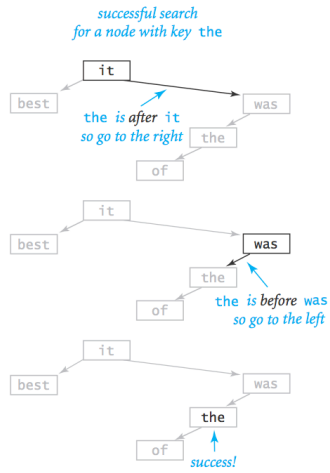 successful search
for a node with key the
it
best
was
the is after it
so go to the right
the
of
it
best
was
the
of
the is before was
so go to the left
it
best
was
the
of
success!